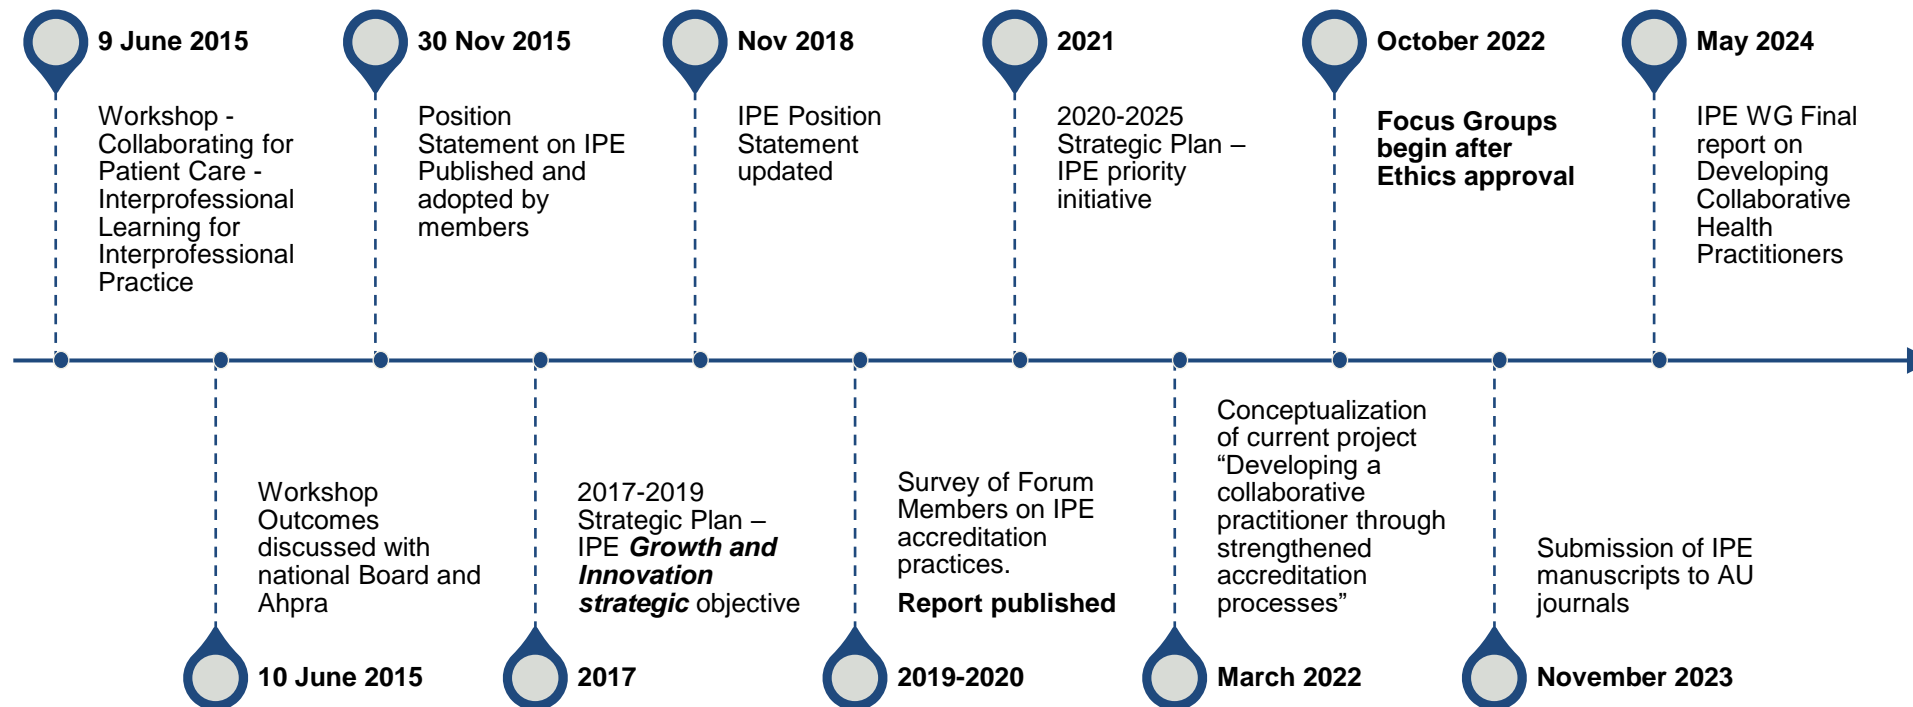 9 June 2015
Workshop -
Collaborating for
Patient Care -
Interprofessional
Learning for
Interprofessional
Practice
30 Nov 2015
Position
Statement on IPE
Published and
adopted by
members
Nov 2018
IPE Position
Statement
updated
2021
2020-2025
Strategic Plan –
IPE priority
initiative
October 2022
Focus Groups
begin after
Ethics approval
May 2024
IPE WG Final
report on
Developing
Collaborative
Health
Practitioners
Workshop
Outcomes
discussed with
national Board and
Ahpra
10 June 2015
2017-2019
Strategic Plan –
IPE Growth and
Innovation
strategic objective
2017
Survey of Forum
Members on IPE
accreditation
practices.
Report published
2019-2020
Conceptualization
of current project
“Developing a
collaborative
practitioner through
strengthened
accreditation
processes”
March 2022
Submission of IPE
manuscripts to AU
journals
November 2023